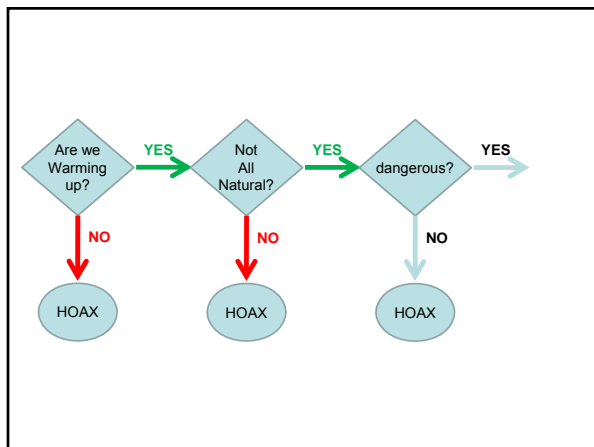 Are we
Warming
up?
YES
Not
All
Natural?
YES
dangerous?
YES
NO
NO
NO
HOAX
HOAX
HOAX